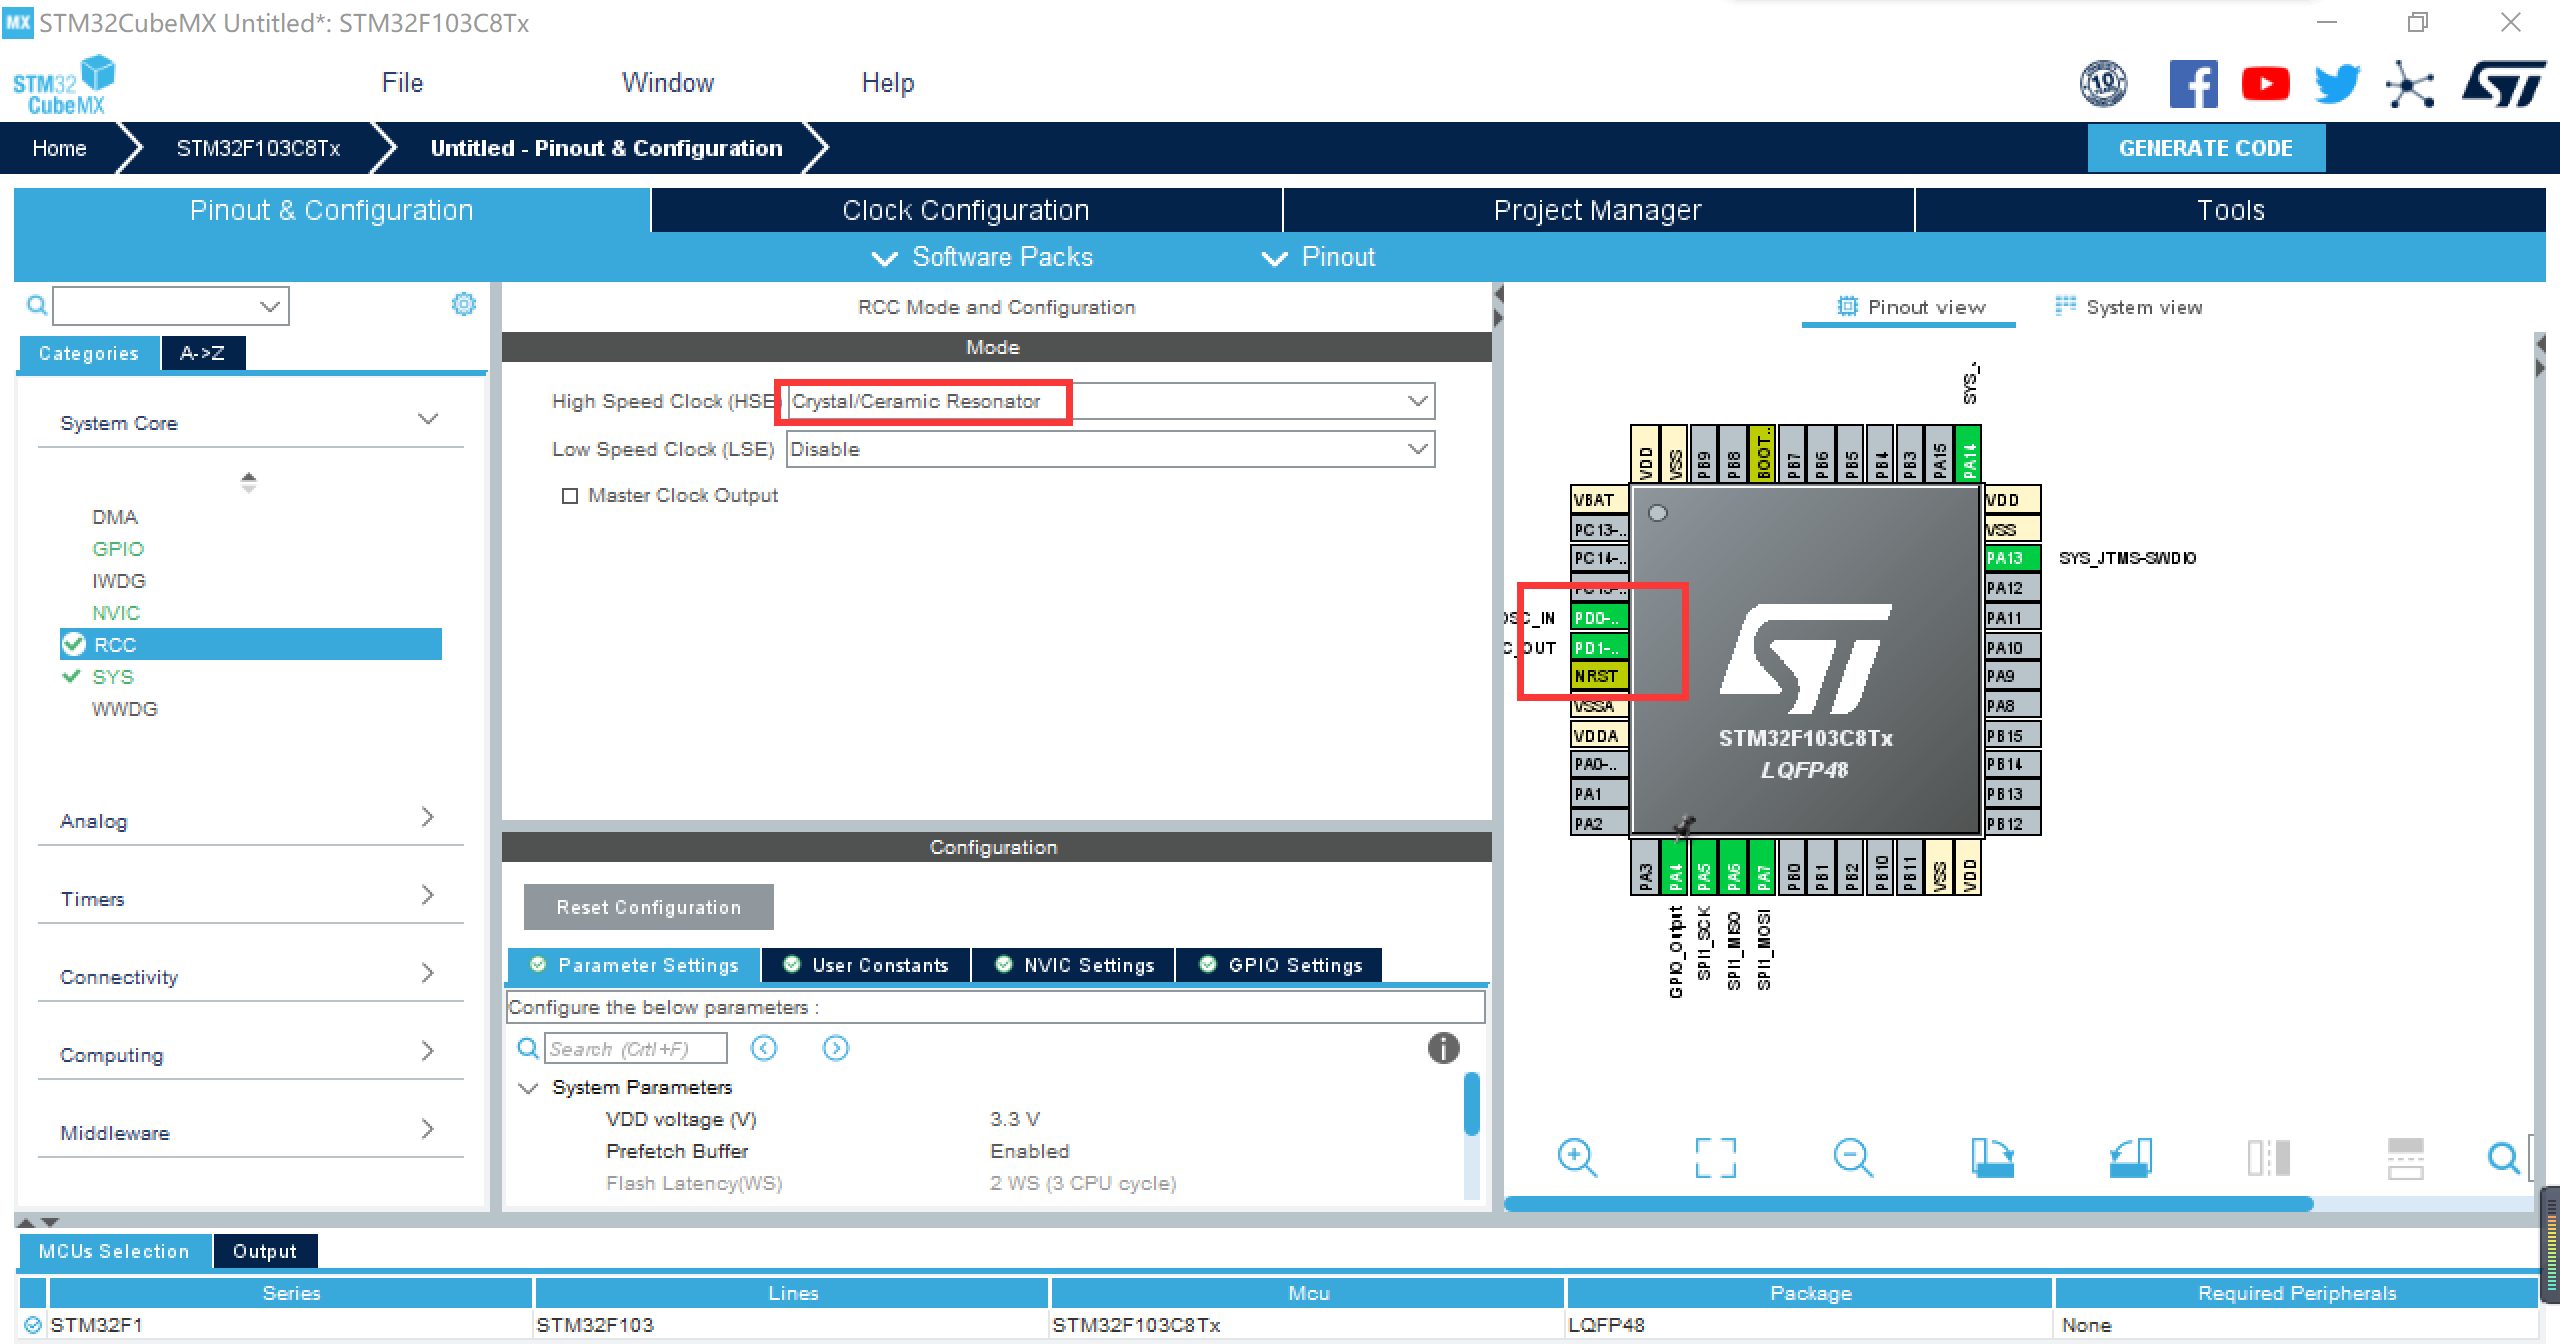 MX STM32CubeMX Untitled*: STM32F103C8Tx
STM32
CubeMX
File
Window
Help
10
ST
Home
STM32F103C8Tx
Untitled - Pinout & Configuration
GENERATE CODE
Pinout & Configuration
Clock Configuration
Project Manager
Tools
Software Packs
Pinout
Categories
A->Z
System Core
DMA
GPIO
IWDG
NVIC
RCC
SYS
WWDG
Analog
Timers
Connectivity
Computing
Middleware
RCC Mode and Configuration
Mode
High Speed Clock (HSE
Crystal/Ceramic Resonator
Low Speed Clock (LSE)
Disable
Master Clock Output
Configuration
Reset Configuration
Parameter Settings
User Constants
NVIC Settings
GPIO Settings
Configure the below parameters :
Search (Crtl+F)
System Parameters
VDD voltage (V)
3.3 V
Prefetch Buffer
Enabled
Flash Latency(WS)
2 WS (3 CPU cycle)
Pinout view
System view
SYS_.
VDD
VSS
PB9
PB8
BOOT..
PB7
PB6
PB5
PB4
PB3
PA15
PA14
VBAT
PC13-..
PC14-..
PC15-..
OSC_IN
PD0-..
C_OUT
PD1-..
NRST
VSSA
VDDA
PA0-..
PA1
PA2
ST
STM32F103C8Tx
LQFP48
VDD
VSS
PA13
SYS_JTMS-SWDIO
PA12
PA11
PA10
PA9
PA8
PB15
PB14
PB13
PB12
PA3
PA4
PA5
PA6
PA7
PB0
PB1
PB2
PB10
PB11
VSS
VDD
GPIO_Output
SPI1_SCK
SPI1_MISO
SPI1_MOSI
MCUs Selection
Output
Series
Lines
Mcu
Package
Required Peripherals
STM32F1
STM32F103
STM32F103C8Tx
LQFP48
None